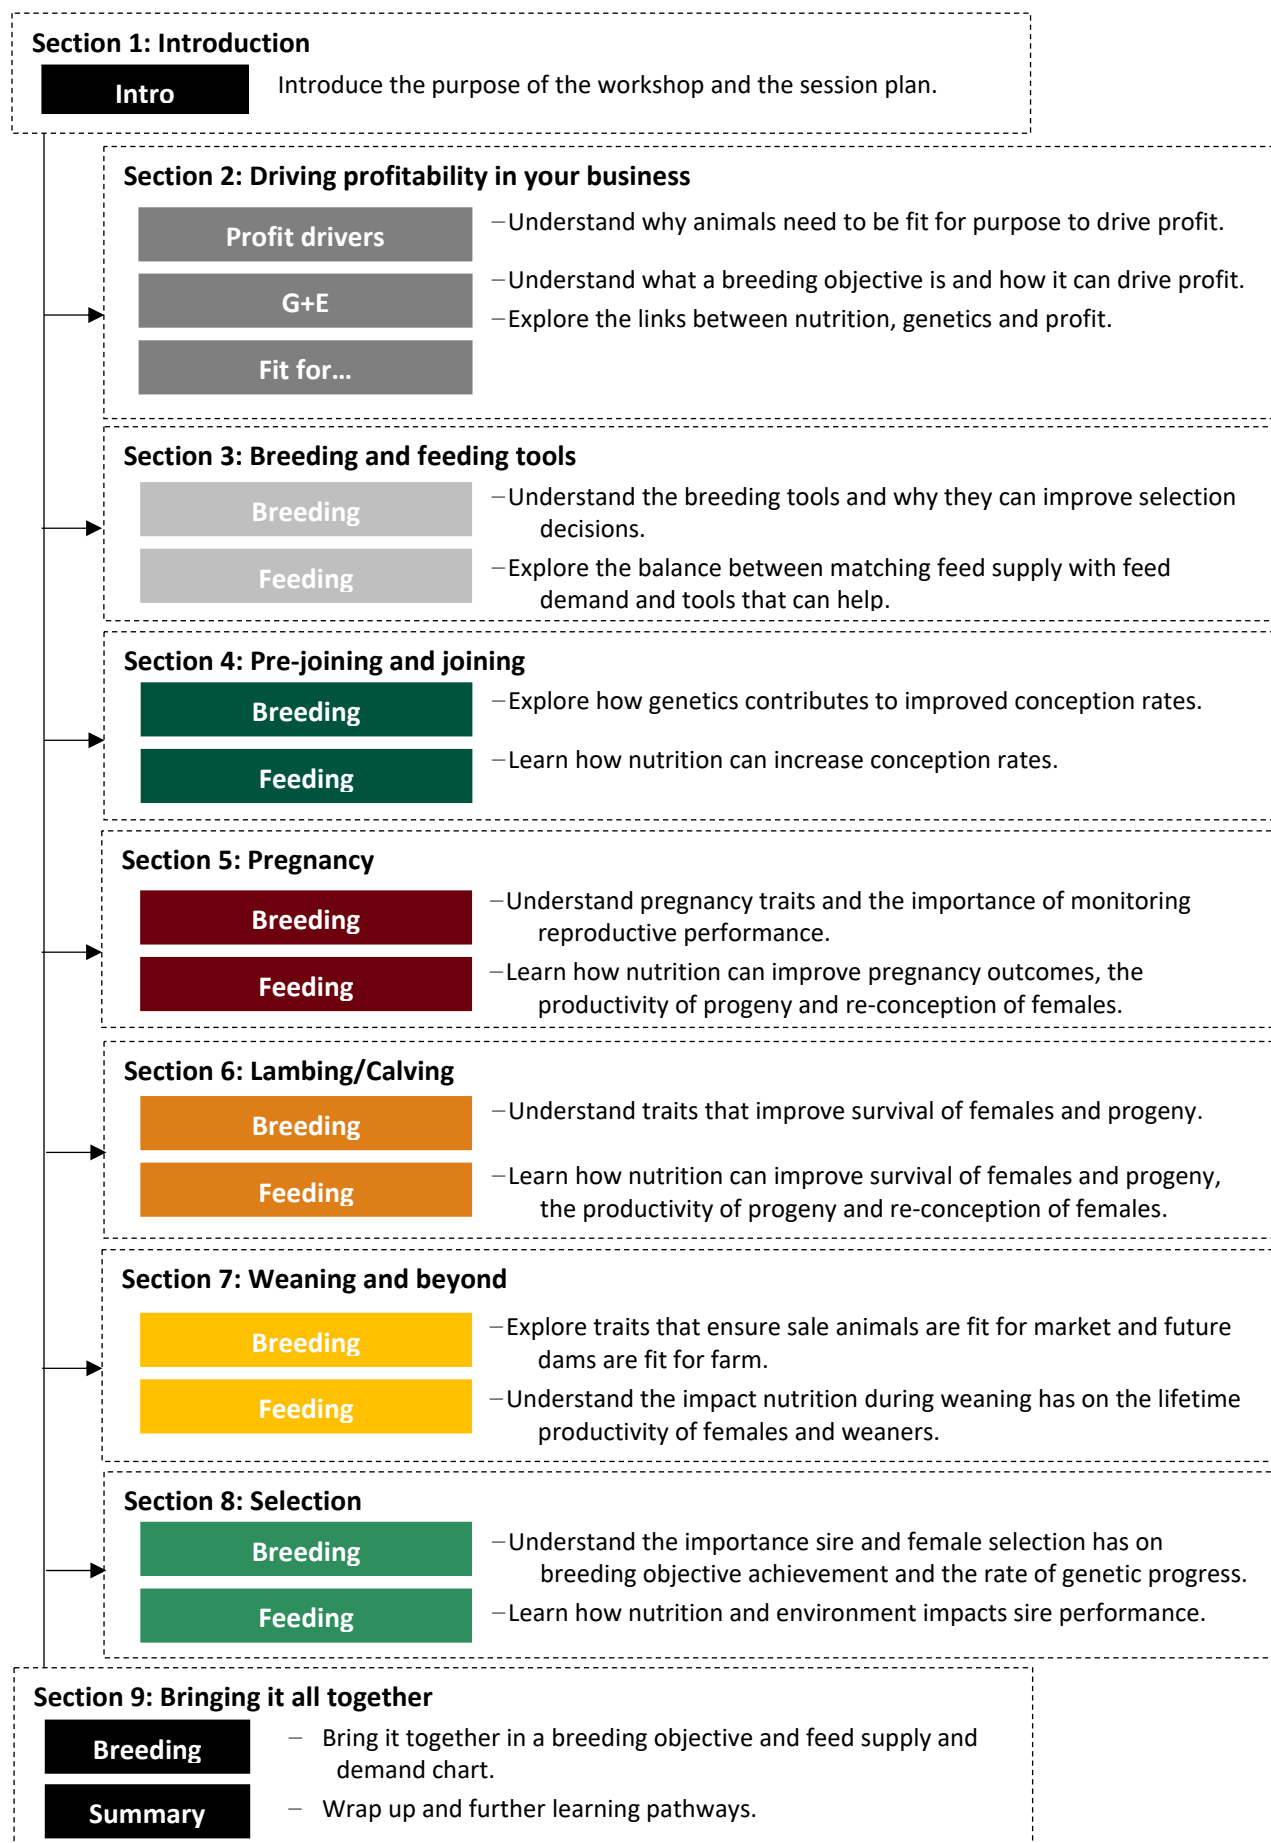 Section 1: Introduction
Intro
Introduce the purpose of the workshop and the session plan.
Section 2: Driving profitability in your business
Profit drivers
G+E
Fit for…
– Understand why animals need to be fit for purpose to drive profit.
– Understand what a breeding objective is and how it can drive profit.
– Explore the links between nutrition, genetics and profit.
Section 3: Breeding and feeding tools
Breeding
– Understand the breeding tools and why they can improve selection
decisions.
Feeding
– Explore the balance between matching feed supply with feed
demand and tools that can help.
Section 4: Pre-joining and joining
Breeding
– Explore how genetics contributes to improved conception rates.
Feeding
– Learn how nutrition can increase conception rates.
Section 5: Pregnancy
Breeding
– Understand pregnancy traits and the importance of monitoring
reproductive performance.
Feeding
– Learn how nutrition can improve pregnancy outcomes, the
productivity of progeny and re-conception of females.
Section 6: Lambing/Calving
Breeding
– Understand traits that improve survival of females and progeny.
Feeding
– Learn how nutrition can improve survival of females and progeny,
the productivity of progeny and re-conception of females.
Section 7: Weaning and beyond
Breeding
– Explore traits that ensure sale animals are fit for market and future
dams are fit for farm.
Feeding
– Understand the impact nutrition during weaning has on the lifetime
productivity of females and weaners.
Section 8: Selection
Breeding
– Understand the importance sire and female selection has on
breeding objective achievement and the rate of genetic progress.
Feeding
– Learn how nutrition and environment impacts sire performance.
Section 9: Bringing it all together
Breeding
– Bring it together in a breeding objective and feed supply and
demand chart.
Summary
– Wrap up and further learning pathways.